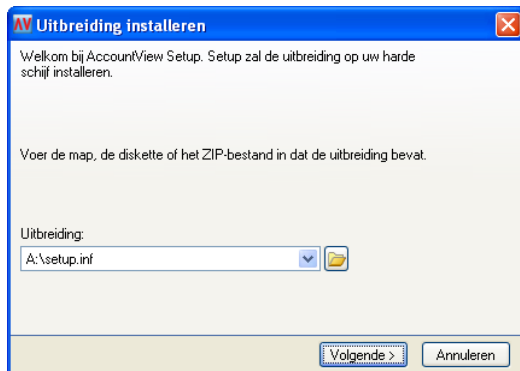 AV Uitbreiding installeren
Welkom bij AccountView Setup. Setup zal de uitbreiding op uw harde
schijf installeren.
Voer de map, de diskette of het ZIP-bestand in dat de uitbreiding bevat.
Uitbreiding:
A:\setup.inf
Volgende >
Annuleren